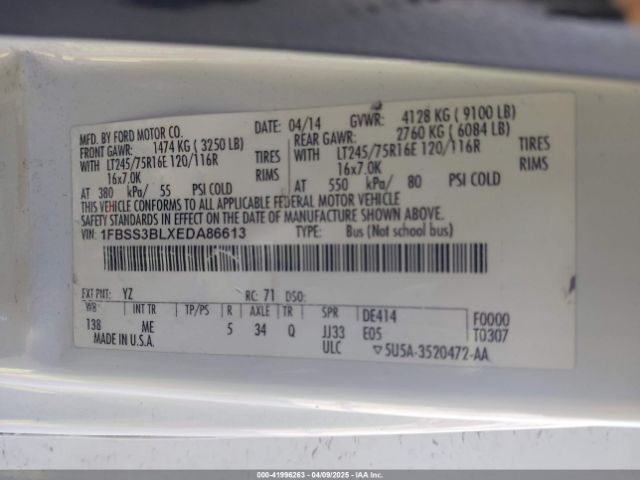 MFD. BY FORD MOTOR CO.
DATE: 04/14
GVWR: 4128 KG ( 9100 LB)
FRONT GAWR: 1474 KG ( 3250 LB)
REAR GAWR: 2760 KG ( 6084 LB)
WITH LT245/75R16E 120/116R TIRES
WITH LT245/75R16E 120/116R TIRES
16x7.0K RIMS
16x7.0K RIMS
AT 380 kPa/ 55 PSI COLD
AT 550 kPa/ 80 PSI COLD
THIS VEHICLE CONFORMS TO ALL APPLICABLE FEDERAL MOTOR VEHICLE
SAFETY STANDARDS IN EFFECT ON THE DATE OF MANUFACTURE SHOWN ABOVE.
VIN: 1FBSS3BLXEDA86613
TYPE: Bus (Not school bus)
EXT PNT: YZ RC: 71 DSO:
WB INT TR TP/PS R AXLE TR SPR DE414 F0000
138 ME 5 34 Q JJ33 E05 T0307
MADE IN U.S.A. ULC ▽5U5A-3520472-AA
000-41996263 - 04/09/2025 - IAAI.COM